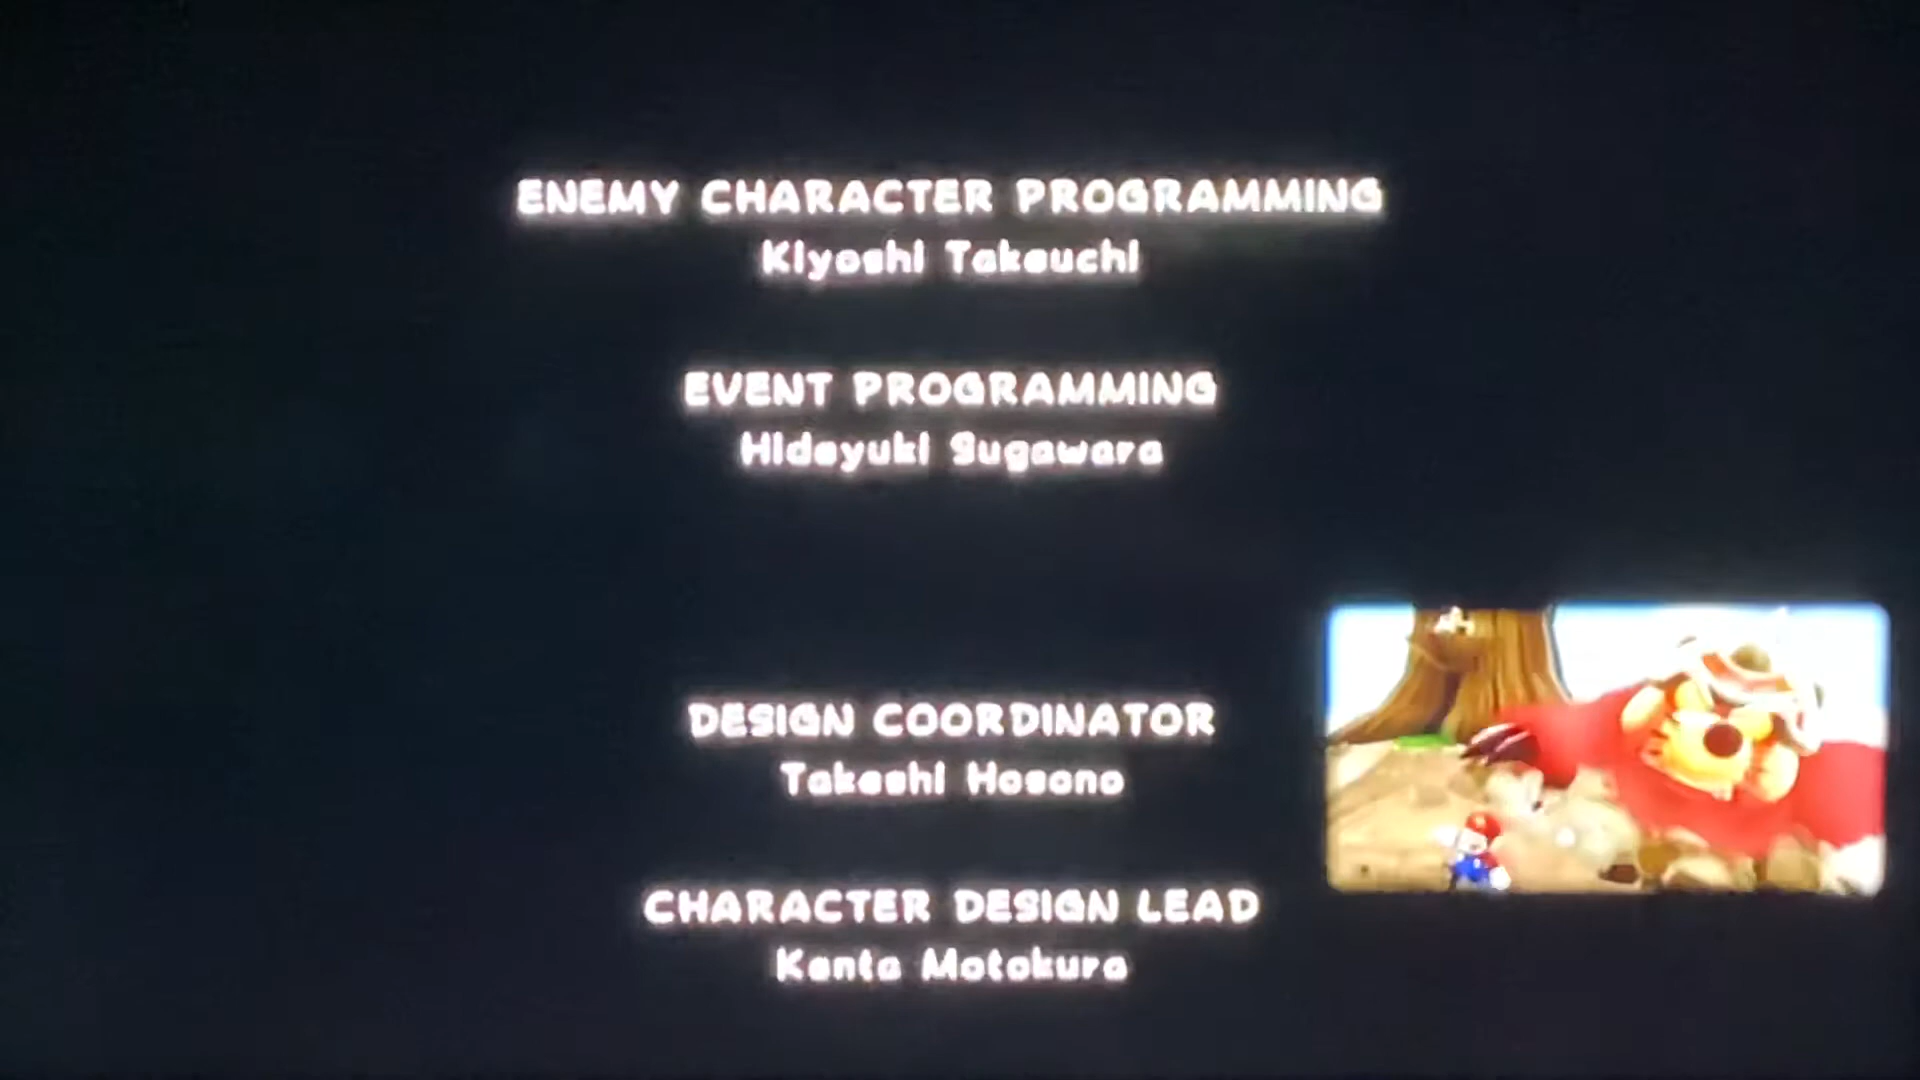 ENEMY CHARACTER PROGRAMMING
Kiyoshi Takeuchi
EVENT PROGRAMMING
Hideyuki Sugawara
DESIGN COORDINATOR
Takeshi Hosono
CHARACTER DESIGN LEAD
Kenta Motokura